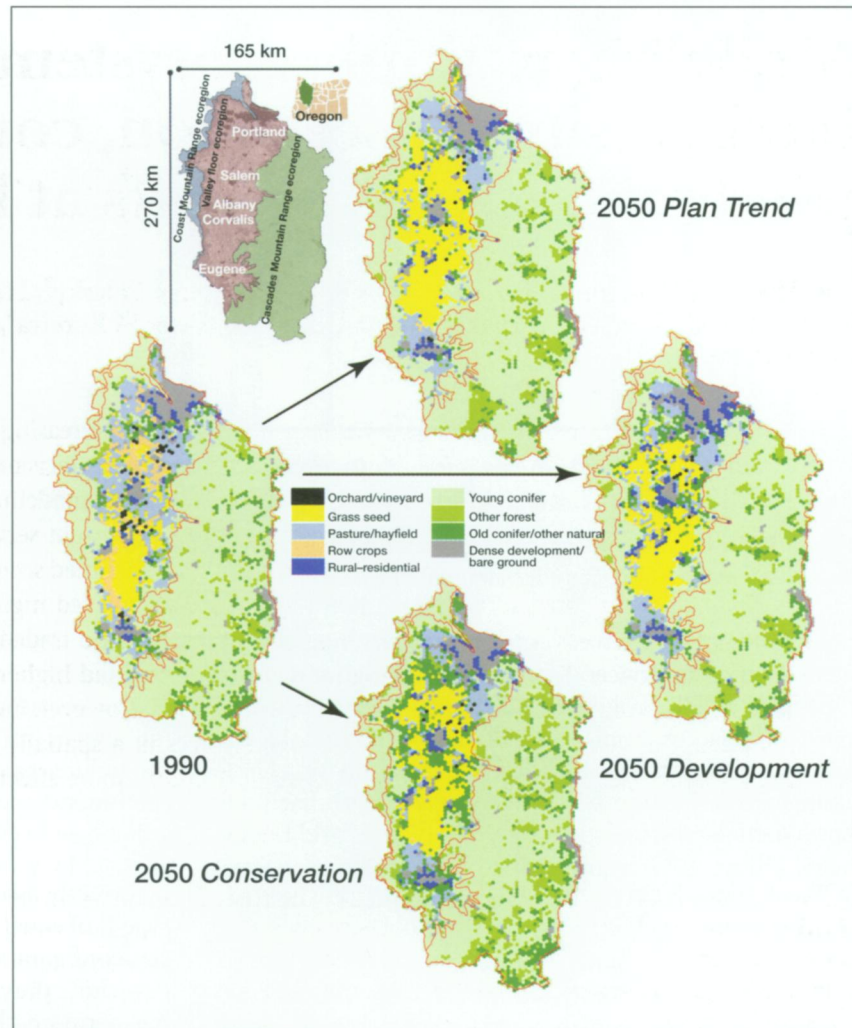 165 km
270 km
Coast Mountain Range ecoregion
Valley floor ecoregion
Cascades Mountain Range ecoregion
Oregon
Portland
Salem
Albany
Corvalis
Eugene
2050 Plan Trend
Orchard/vineyard
Grass seed
Pasture/hayfield
Row crops
Rural–residential
Young conifer
Other forest
Old conifer/other natural
Dense development/
bare ground
1990
2050 Development
2050 Conservation